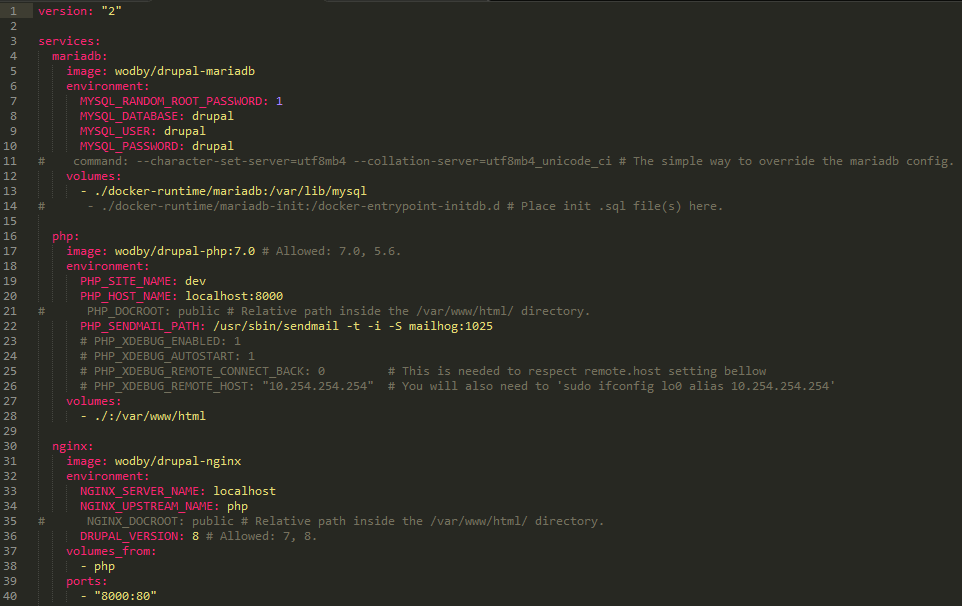 1 version: "2"
2
3 services:
4   mariadb:
5     image: wodby/drupal-mariadb
6     environment:
7       MYSQL_RANDOM_ROOT_PASSWORD: 1
8       MYSQL_DATABASE: drupal
9       MYSQL_USER: drupal
10       MYSQL_PASSWORD: drupal
11 #    command: --character-set-server=utf8mb4 --collation-server=utf8mb4_unicode_ci # The simple way to override the mariadb config.
12     volumes:
13       - ./docker-runtime/mariadb:/var/lib/mysql
14 #      - ./docker-runtime/mariadb-init:/docker-entrypoint-initdb.d # Place init .sql file(s) here.
15
16   php:
17     image: wodby/drupal-php:7.0 # Allowed: 7.0, 5.6.
18     environment:
19       PHP_SITE_NAME: dev
20       PHP_HOST_NAME: localhost:8000
21 #      PHP_DOCROOT: public # Relative path inside the /var/www/html/ directory.
22       PHP_SENDMAIL_PATH: /usr/sbin/sendmail -t -i -S mailhog:1025
23       # PHP_XDEBUG_ENABLED: 1
24       # PHP_XDEBUG_AUTOSTART: 1
25       # PHP_XDEBUG_REMOTE_CONNECT_BACK: 0         # This is needed to respect remote.host setting bellow
26       # PHP_XDEBUG_REMOTE_HOST: "10.254.254.254"  # You will also need to 'sudo ifconfig lo0 alias 10.254.254.254'
27     volumes:
28       - ./:/var/www/html
29
30   nginx:
31     image: wodby/drupal-nginx
32     environment:
33       NGINX_SERVER_NAME: localhost
34       NGINX_UPSTREAM_NAME: php
35 #      NGINX_DOCROOT: public # Relative path inside the /var/www/html/ directory.
36       DRUPAL_VERSION: 8 # Allowed: 7, 8.
37     volumes_from:
38       - php
39     ports:
40       - "8000:80"